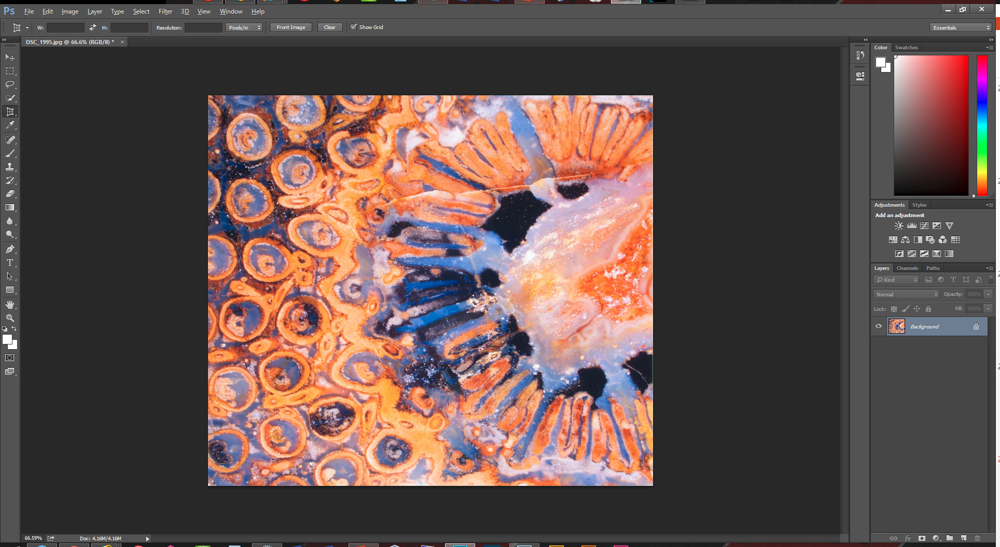 Ps File Edit Image Layer Type Select Filter 3D View Window Help
W: H: Resolution: Pixels/in Front Image Clear Show Grid Essentials
DSC_1995.jpg @ 66.6% (RGB/8) * ×
Color Swatches
Adjustments Styles
Add an adjustment
Layers Channels Paths
Kind T
Normal Opacity: 100%
Lock: Fill: 100%
Background
T
66.59% Doc: 4.16M/4.16M
fx